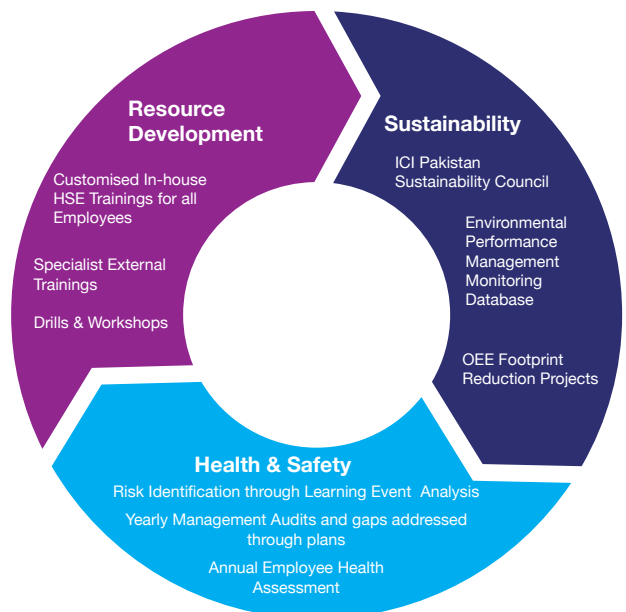 Resource
Development
Customised In-house
HSE Trainings for all
Employees
Specialist External
Trainings
Drills & Workshops
Sustainability
ICI Pakistan
Sustainability Council
Environmental
Performance
Management
Monitoring
Database
OEE Footprint
Reduction Projects
Health & Safety
Risk Identification through Learning Event Analysis
Yearly Management Audits and gaps addressed
through plans
Annual Employee Health
Assessment